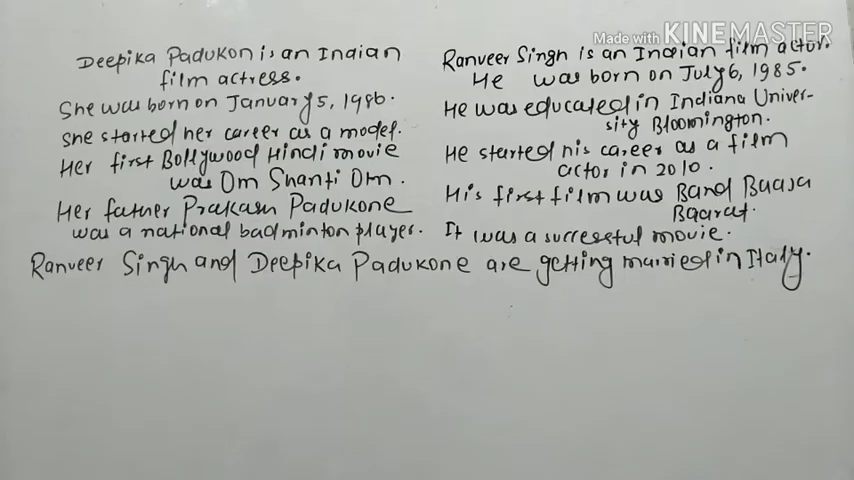 Made with KINEMASTER
Deepika Padukon is an Indian
film actress.
She was born on January 5, 1986.
She started her career as a model.
Her first Bollywood Hindi movie
was Om Shanti Om.
Her father Prakash Padukone
was a national badminton player.
Ranveer Singh is an Indian film actor.
He was born on July 6, 1985.
He was educated in Indiana Univer-
sity Bloomington.
He started his career as a film
actor in 2010.
His first film was Band Baaja
Baarat.
It was a successful movie.
Ranveer Singh and Deepika Padukone are getting married in Italy.